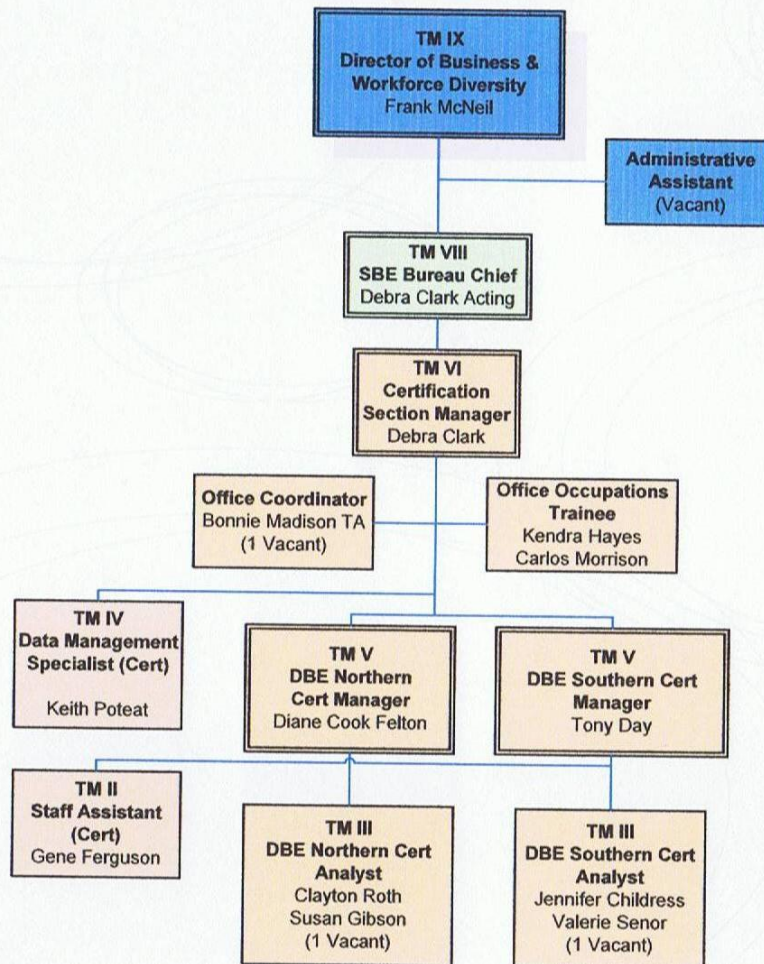 TM IX
Director of Business &
Workforce Diversity
Frank McNeil
Administrative
Assistant
(Vacant)
TM VIII
SBE Bureau Chief
Debra Clark Acting
TM VI
Certification
Section Manager
Debra Clark
Office Coordinator
Bonnie Madison TA
(1 Vacant)
Office Occupations
Trainee
Kendra Hayes
Carlos Morrison
TM IV
Data Management
Specialist (Cert)
Keith Poteat
TM V
DBE Northern
Cert Manager
Diane Cook Felton
TM V
DBE Southern Cert
Manager
Tony Day
TM II
Staff Assistant
(Cert)
Gene Ferguson
TM III
DBE Northern Cert
Analyst
Clayton Roth
Susan Gibson
(1 Vacant)
TM III
DBE Southern Cert
Analyst
Jennifer Childress
Valerie Senor
(1 Vacant)